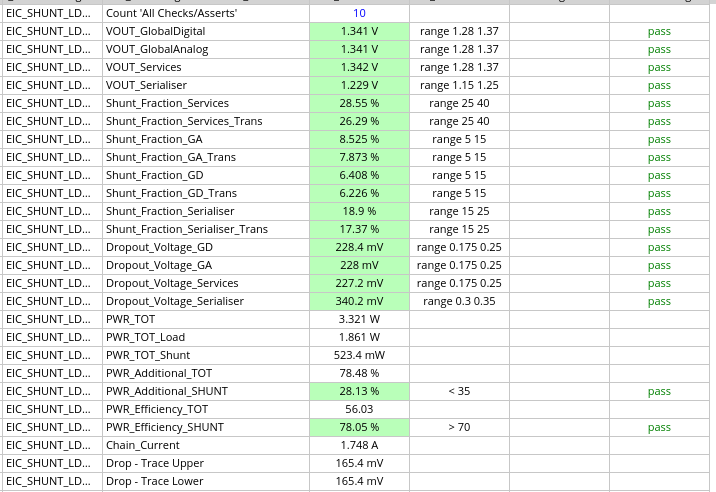 EIC_SHUNT_LD... Count 'All Checks/Asserts' 10
EIC_SHUNT_LD... VOUT_GlobalDigital 1.341 V range 1.28 1.37 pass
EIC_SHUNT_LD... VOUT_GlobalAnalog 1.341 V range 1.28 1.37 pass
EIC_SHUNT_LD... VOUT_Services 1.342 V range 1.28 1.37 pass
EIC_SHUNT_LD... VOUT_Serialiser 1.229 V range 1.15 1.25 pass
EIC_SHUNT_LD... Shunt_Fraction_Services 28.55 % range 25 40 pass
EIC_SHUNT_LD... Shunt_Fraction_Services_Trans 26.29 % range 25 40 pass
EIC_SHUNT_LD... Shunt_Fraction_GA 8.525 % range 5 15 pass
EIC_SHUNT_LD... Shunt_Fraction_GA_Trans 7.873 % range 5 15 pass
EIC_SHUNT_LD... Shunt_Fraction_GD 6.408 % range 5 15 pass
EIC_SHUNT_LD... Shunt_Fraction_GD_Trans 6.226 % range 5 15 pass
EIC_SHUNT_LD... Shunt_Fraction_Serialiser 18.9 % range 15 25 pass
EIC_SHUNT_LD... Shunt_Fraction_Serialiser_Trans 17.37 % range 15 25 pass
EIC_SHUNT_LD... Dropout_Voltage_GD 228.4 mV range 0.175 0.25 pass
EIC_SHUNT_LD... Dropout_Voltage_GA 228 mV range 0.175 0.25 pass
EIC_SHUNT_LD... Dropout_Voltage_Services 227.2 mV range 0.175 0.25 pass
EIC_SHUNT_LD... Dropout_Voltage_Serialiser 340.2 mV range 0.3 0.35 pass
EIC_SHUNT_LD... PWR_TOT 3.321 W
EIC_SHUNT_LD... PWR_TOT_Load 1.861 W
EIC_SHUNT_LD... PWR_TOT_Shunt 523.4 mW
EIC_SHUNT_LD... PWR_Additional_TOT 78.48 %
EIC_SHUNT_LD... PWR_Additional_SHUNT 28.13 % < 35 pass
EIC_SHUNT_LD... PWR_Efficiency_TOT 56.03
EIC_SHUNT_LD... PWR_Efficiency_SHUNT 78.05 % > 70 pass
EIC_SHUNT_LD... Chain_Current 1.748 A
EIC_SHUNT_LD... Drop - Trace Upper 165.4 mV
EIC_SHUNT_LD... Drop - Trace Lower 165.4 mV